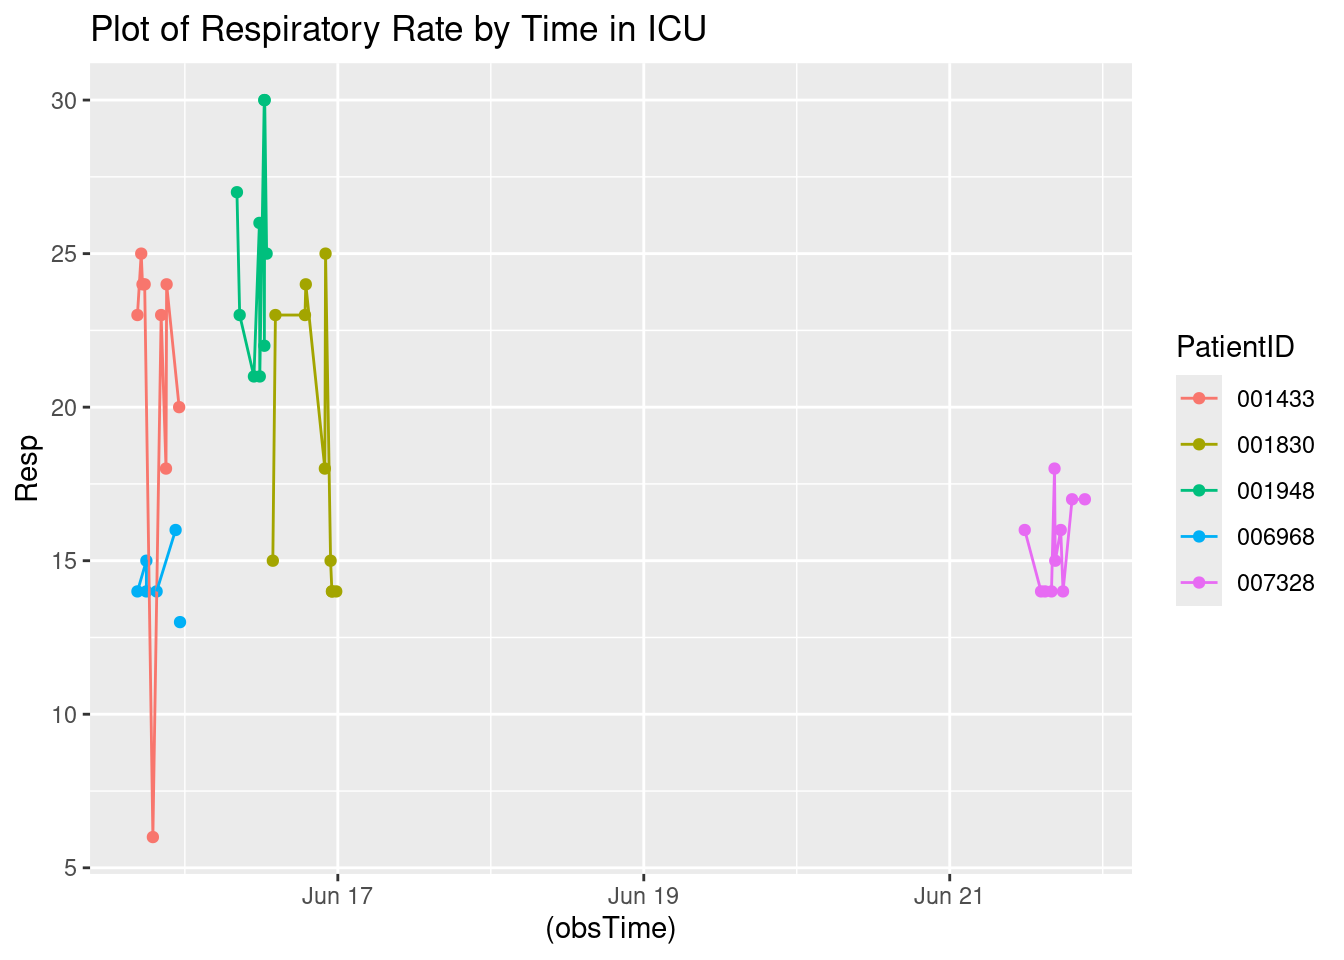 Plot of Respiratory Rate by Time in ICU
30
25
20
15
10
5
Resp
Jun 17 Jun 19 Jun 21
(obsTime)
PatientID
001433
001830
001948
006968
007328